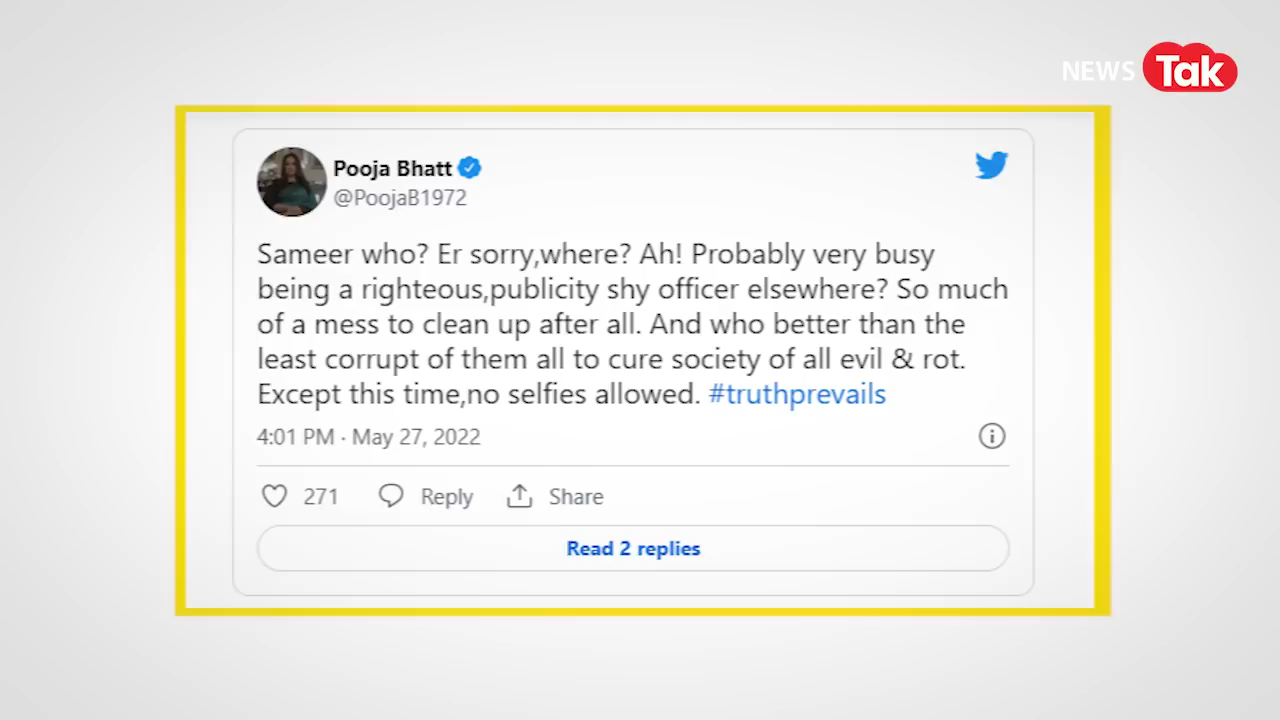 NEWS Tak
Pooja Bhatt
@PoojaB1972
Sameer who? Er sorry,where? Ah! Probably very busy
being a righteous,publicity shy officer elsewhere? So much
of a mess to clean up after all. And who better than the
least corrupt of them all to cure society of all evil & rot.
Except this time,no selfies allowed. #truthprevails
4:01 PM · May 27, 2022
271 Reply Share
Read 2 replies